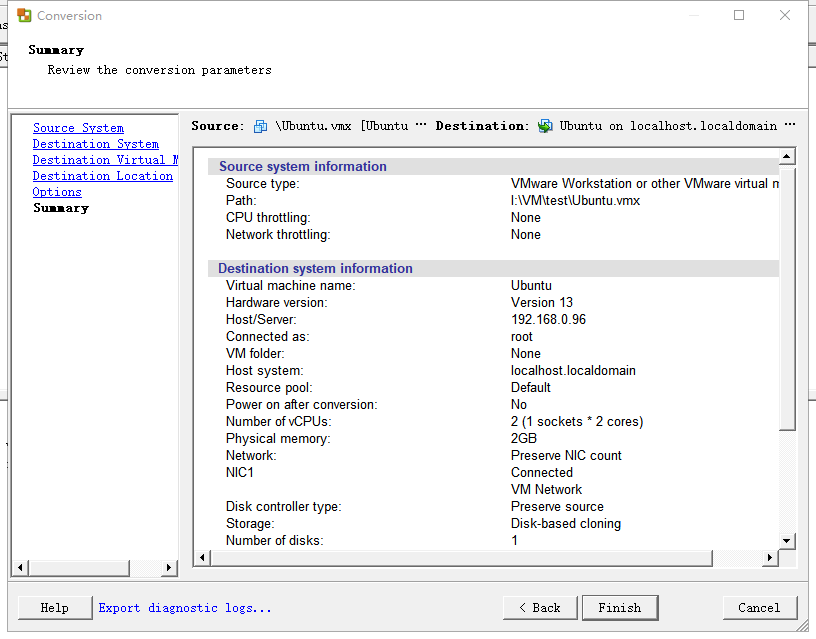 Conversion
Summary
Review the conversion parameters
Source System
Destination System
Destination Virtual M
Destination Location
Options
Summary
Source: \Ubuntu.vmx [Ubuntu ... Destination: Ubuntu on localhost.localdomain ...
Source system information
Source type: VMware Workstation or other VMware virtual m
Path: I:\VM\test\Ubuntu.vmx
CPU throttling: None
Network throttling: None
Destination system information
Virtual machine name: Ubuntu
Hardware version: Version 13
Host/Server: 192.168.0.96
Connected as: root
VM folder: None
Host system: localhost.localdomain
Resource pool: Default
Power on after conversion: No
Number of vCPUs: 2 (1 sockets * 2 cores)
Physical memory: 2GB
Network: Preserve NIC count
NIC1 Connected
VM Network
Disk controller type: Preserve source
Storage: Disk-based cloning
Number of disks: 1
Help Export diagnostic logs... < Back Finish Cancel